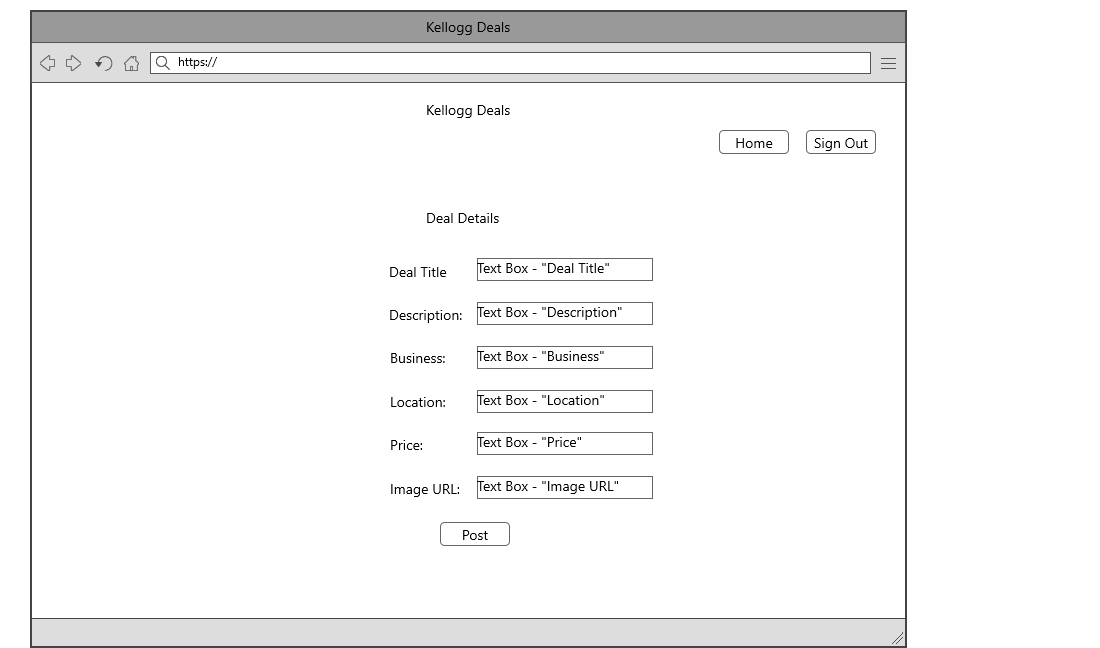 Kellogg Deals
https://
Kellogg Deals
Home Sign Out
Deal Details
Deal Title Text Box - "Deal Title"
Description: Text Box - "Description"
Business: Text Box - "Business"
Location: Text Box - "Location"
Price: Text Box - "Price"
Image URL: Text Box - "Image URL"
Post